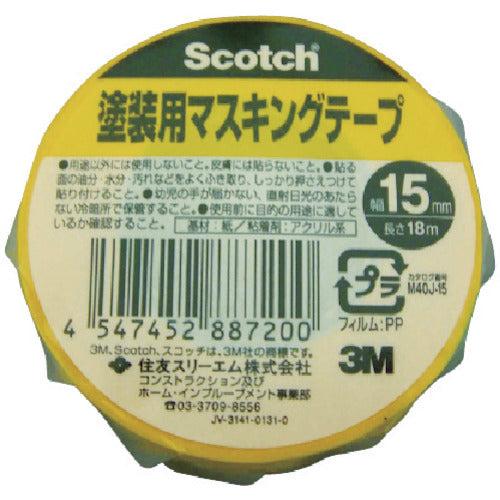 Scotch®
塗装用マスキングテープ
●用途以外には使用しないこと。皮膚には貼らないこと。●貼る
面の油分・水分・汚れなどをよくふき取り、しっかり押さえつけて
貼り付けること。●幼児の手が届かない、直射日光のあたら
ない冷暗所で保管すること。●使用前に目的の用途に適して
いるか確認すること。
基材:紙/粘着剤:アクリル系
幅 15mm
長さ18m
プラ
カタログ番号
M40J-15
フィルム:PP
4 547452 887200
3M、Scotch、スコッチは、3M社の商標です。
住友スリーエム株式会社
コンストラクション及び
ホーム・インプルーブメント事業部
☎03-3709-8556
JV-3141-0131-0
3M